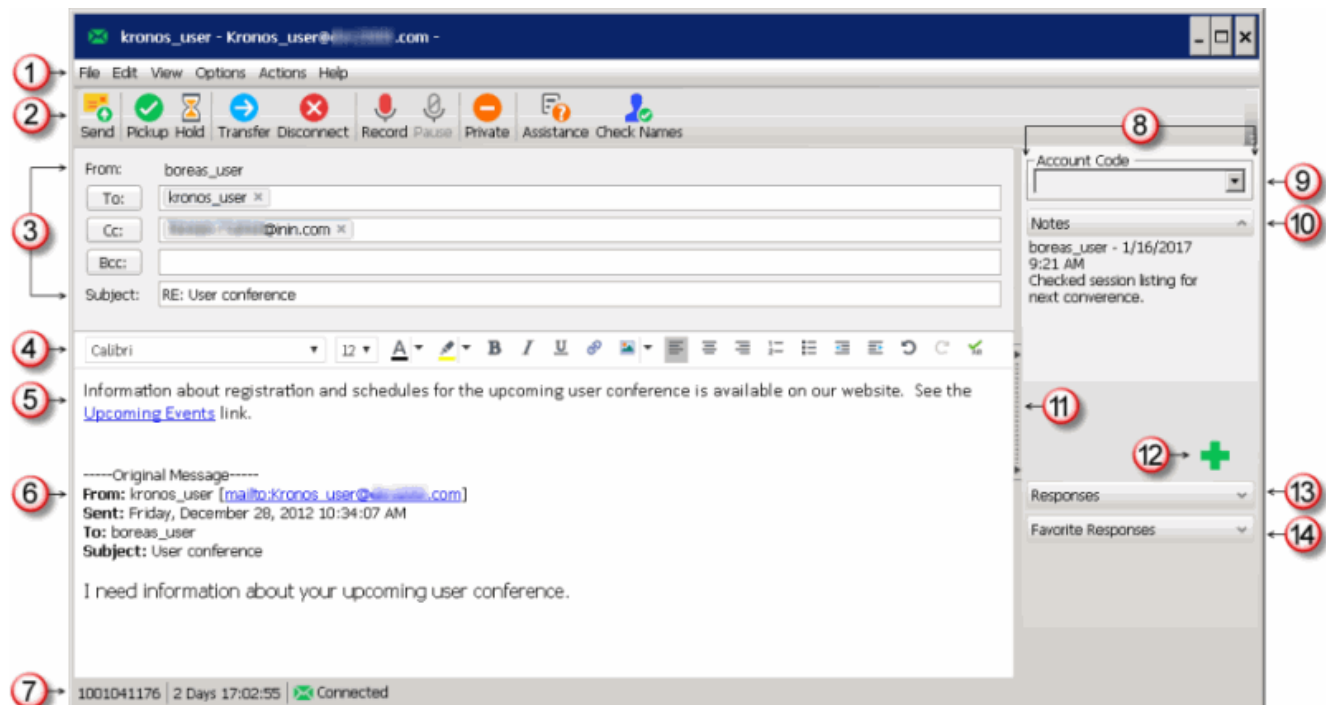 kronos_user - Kronos_user@ .com -
1
File Edit View Options Actions Help
2
Send Pickup Hold Transfer Disconnect Record Pause Private Assistance Check Names
8
3
From: boreas_user
To: kronos_user ×
Cc: @inin.com ×
Bcc:
Subject: RE: User conference
Account Code
9
Notes
10
boreas_user - 1/16/2017
9:21 AM
Checked session listing for
next converence.
4
Calibri 12 A B I U
5
Information about registration and schedules for the upcoming user conference is available on our website. See the
Upcoming Events link.
11
12
6
-----Original Message-----
From: kronos_user [mailto:Kronos_user@ .com]
Sent: Friday, December 28, 2012 10:34:07 AM
To: boreas_user
Subject: User conference
I need information about your upcoming user conference.
Responses
13
Favorite Responses
14
7
1001041176 2 Days 17:02:55 Connected